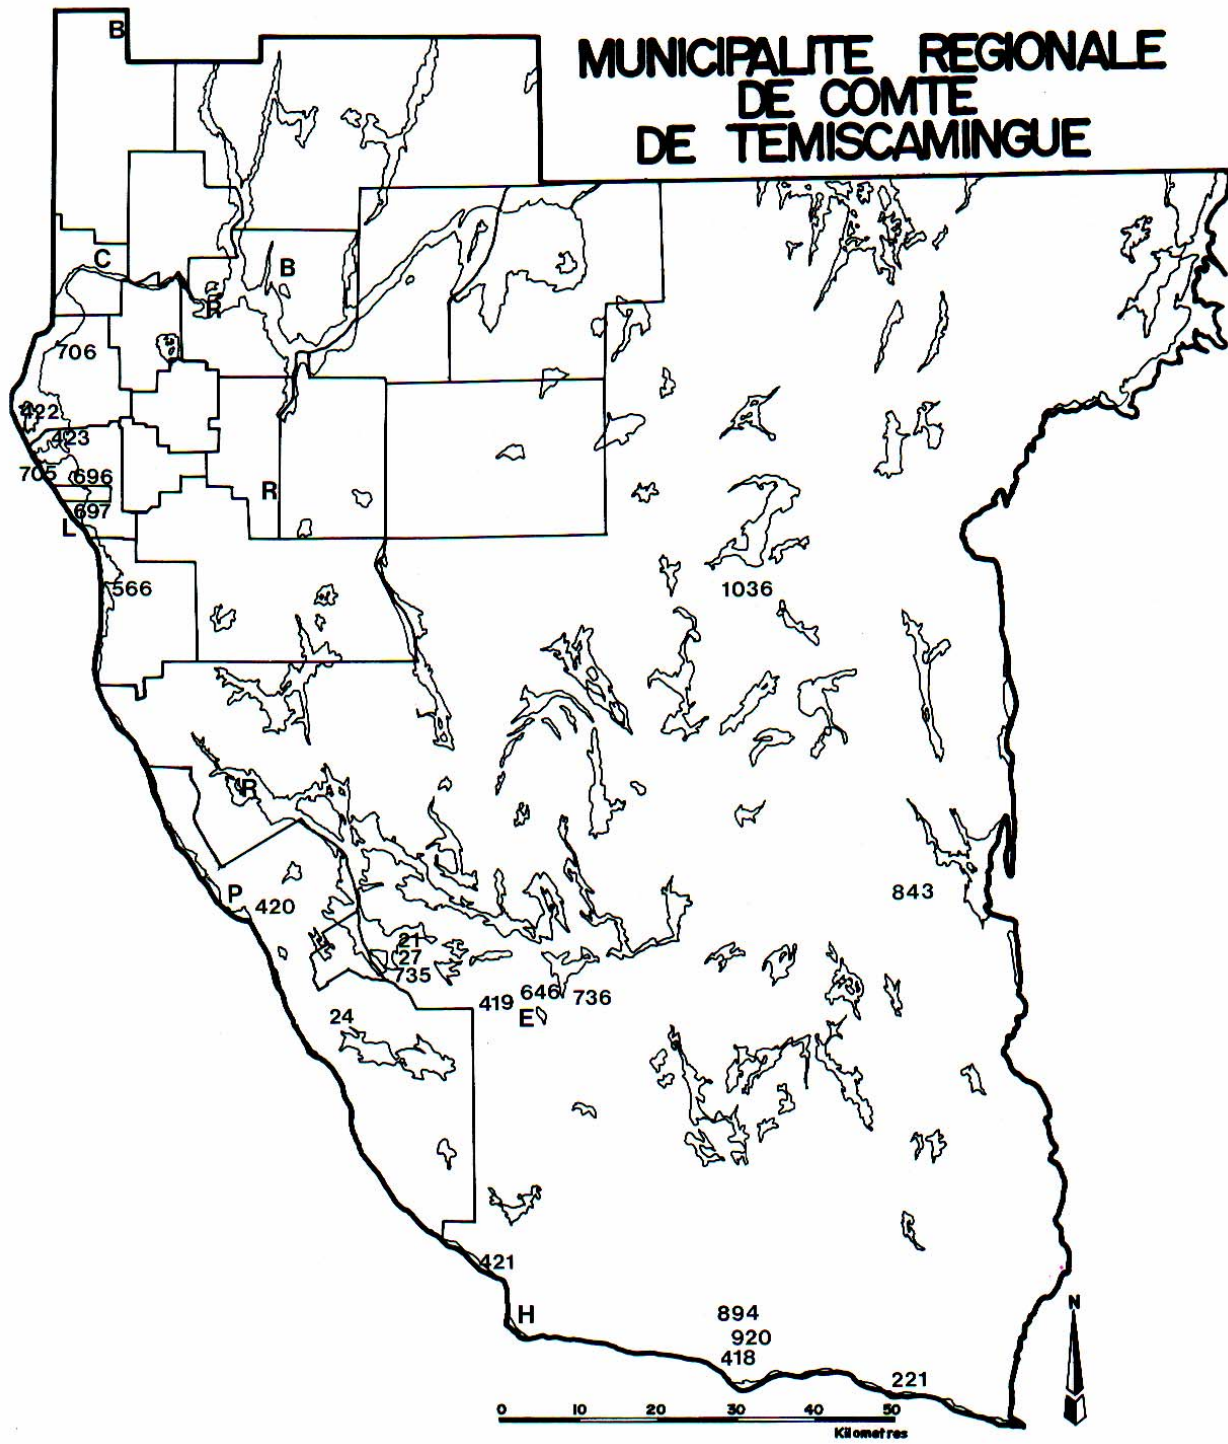 B
MUNICIPALITE REGIONALE
DE COMTE
DE TEMISCAMINGUE
C
B
R
706
422
423
705
696
R
697
L
566
1036
R
P
420
843
21
27
735
419
646
736
E
24
421
H
894
920
418
221
N
0 10 20 30 40 50
Kilometres